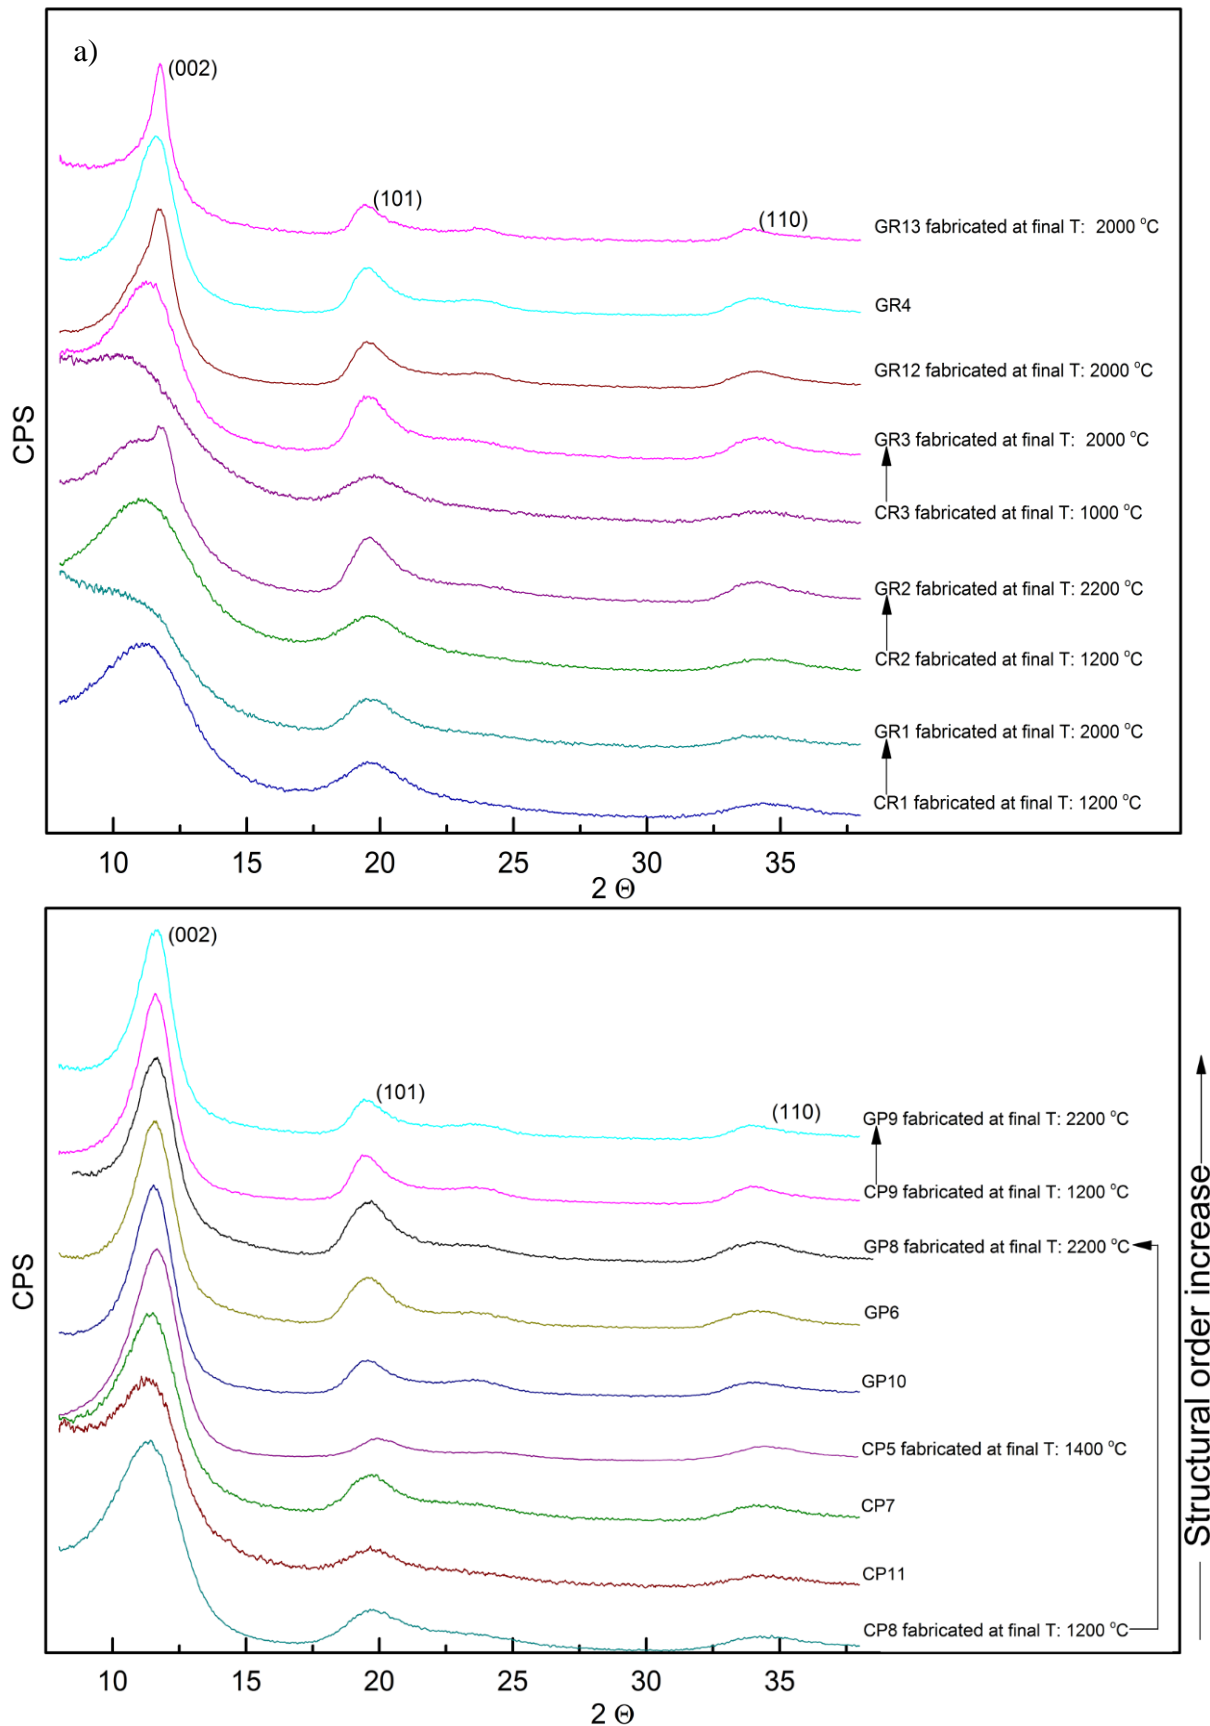 a)
(002)
(101)
(110)
GR13 fabricated at final T: 2000 °C
GR4
GR12 fabricated at final T: 2000 °C
GR3 fabricated at final T: 2000 °C
CR3 fabricated at final T: 1000 °C
GR2 fabricated at final T: 2200 °C
CR2 fabricated at final T: 1200 °C
GR1 fabricated at final T: 2000 °C
CR1 fabricated at final T: 1200 °C
CPS
10 15 20 25 30 35
2 Θ
(002)
(101)
(110)
GP9 fabricated at final T: 2200 °C
CP9 fabricated at final T: 1200 °C
GP8 fabricated at final T: 2200 °C
GP6
GP10
CP5 fabricated at final T: 1400 °C
CP7
CP11
CP8 fabricated at final T: 1200 °C
CPS
Structural order increase
10 15 20 25 30 35
2 Θ